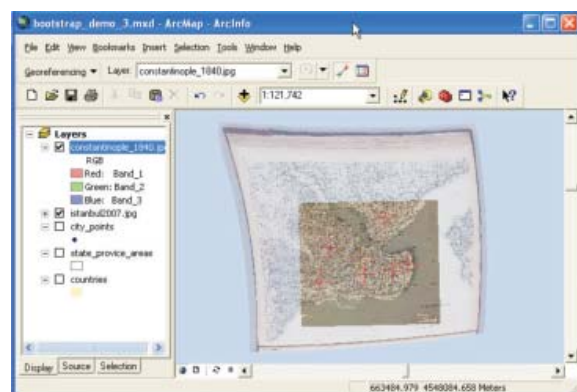 bootstrap_demo_3.mxd - ArcMap - ArcInfo
File Edit View Bookmarks Insert Selection Tools Window Help
Georeferencing Layer: constantinople_1840.jpg
1:121,742
Layers
constantinople_1840.jp
RGB
Red: Band_1
Green: Band_2
Blue: Band_3
istanbul2007.jpg
city_points
state_provice_areas
countries
Display Source Selection
663484.979 4548084.658 Meters